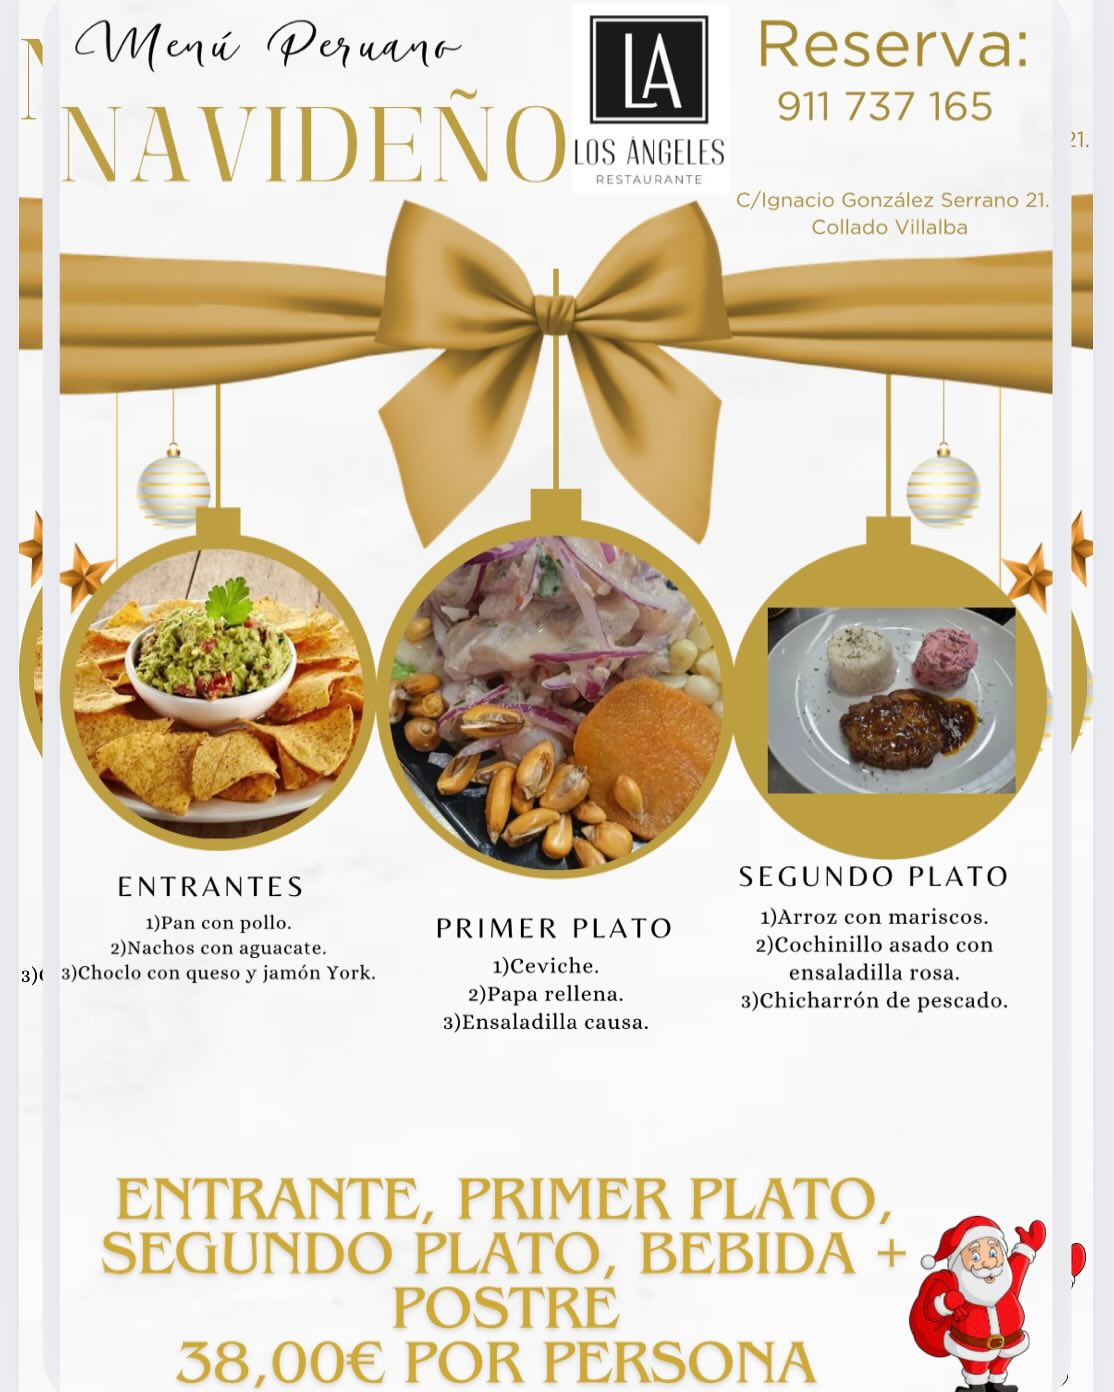 Menú Peruano
NAVIDEÑO
LA
LOS ÁNGELES
RESTAURANTE
Reserva:
911 737 165
C/Ignacio González Serrano 21.
Collado Villalba
21.
ENTRANTES
1)Pan con pollo.
2)Nachos con aguacate.
3)Choclo con queso y jamón York.
PRIMER PLATO
1)Ceviche.
2)Papa rellena.
3)Ensaladilla causa.
SEGUNDO PLATO
1)Arroz con mariscos.
2)Cochinillo asado con
ensaladilla rosa.
3)Chicharrón de pescado.
ENTRANTE, PRIMER PLATO,
SEGUNDO PLATO, BEBIDA +
POSTRE
38,00€ POR PERSONA